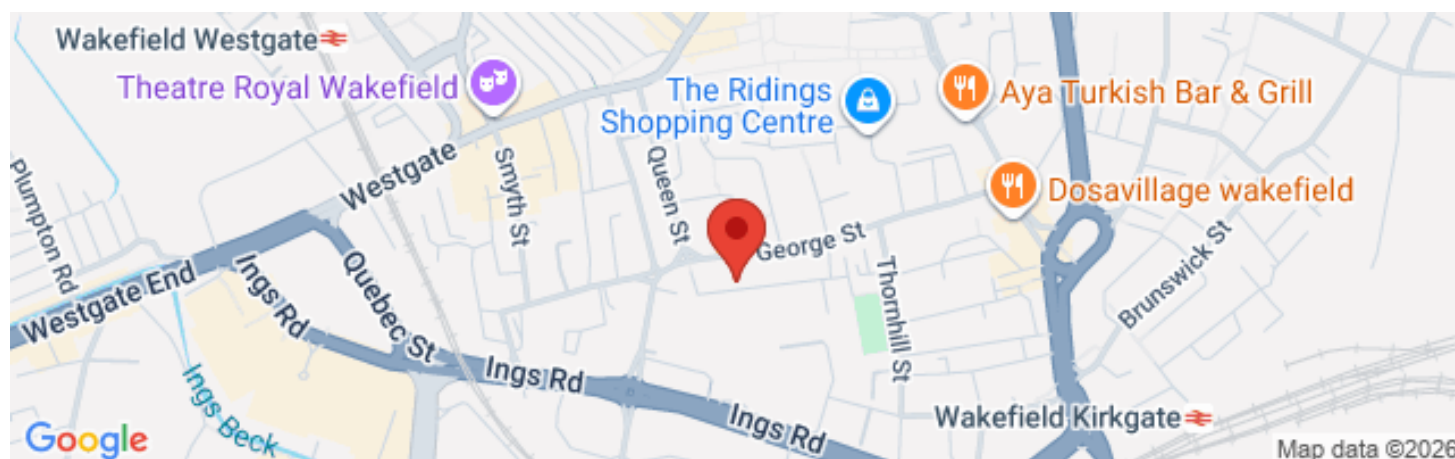 Wakefield Westgate
Theatre Royal Wakefield
The Ridings
Shopping Centre
Aya Turkish Bar & Grill
Westgate
Smyth St
Queen St
Dosavillage wakefield
Plumpton Rd
George St
Brunswick St
Westgate End
Ings Rd
Quebec St
Thornhill St
Ings Rd
Ings Beck
Ings Rd
Wakefield Kirkgate
Google
Map data ©2026